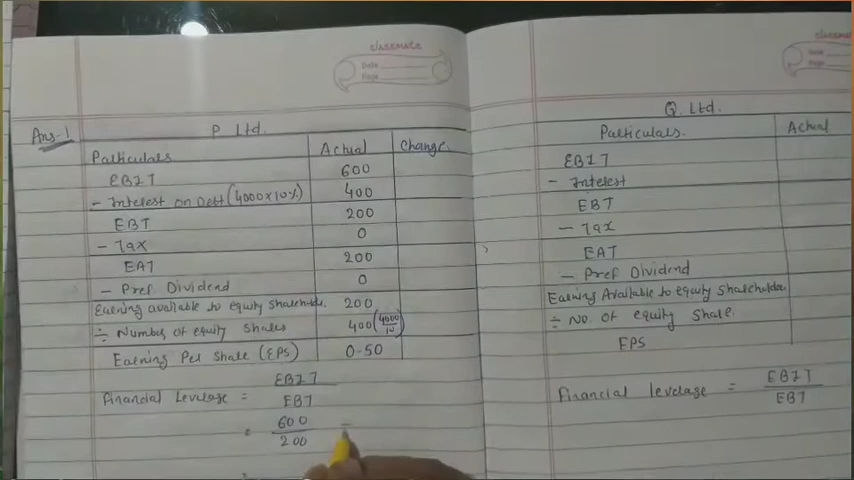 classmate
Date
Page
Ans-1
P Ltd.
Particulars Actual Change
EBIT 600
- Interest on Debt (4000x10%) 400
EBT 200
- Tax 0
EAT 200
- Pref Dividend 0
Earning available to equity shareholds. 200
÷ Number of equity shares 400 (4000/10)
Earning Per Share (EPS) 0.50
Financial Leverage = EBIT/EBT
= 600/200 =
=
classmate
Date
Page
Q. Ltd.
Particulars. Actual
EBIT
- Interest
EBT
- Tax
EAT
- Pref Dividend
Earning Available to equity Shareholder
÷ No. of equity Share
EPS
Financial leverage = EBIT/EBT